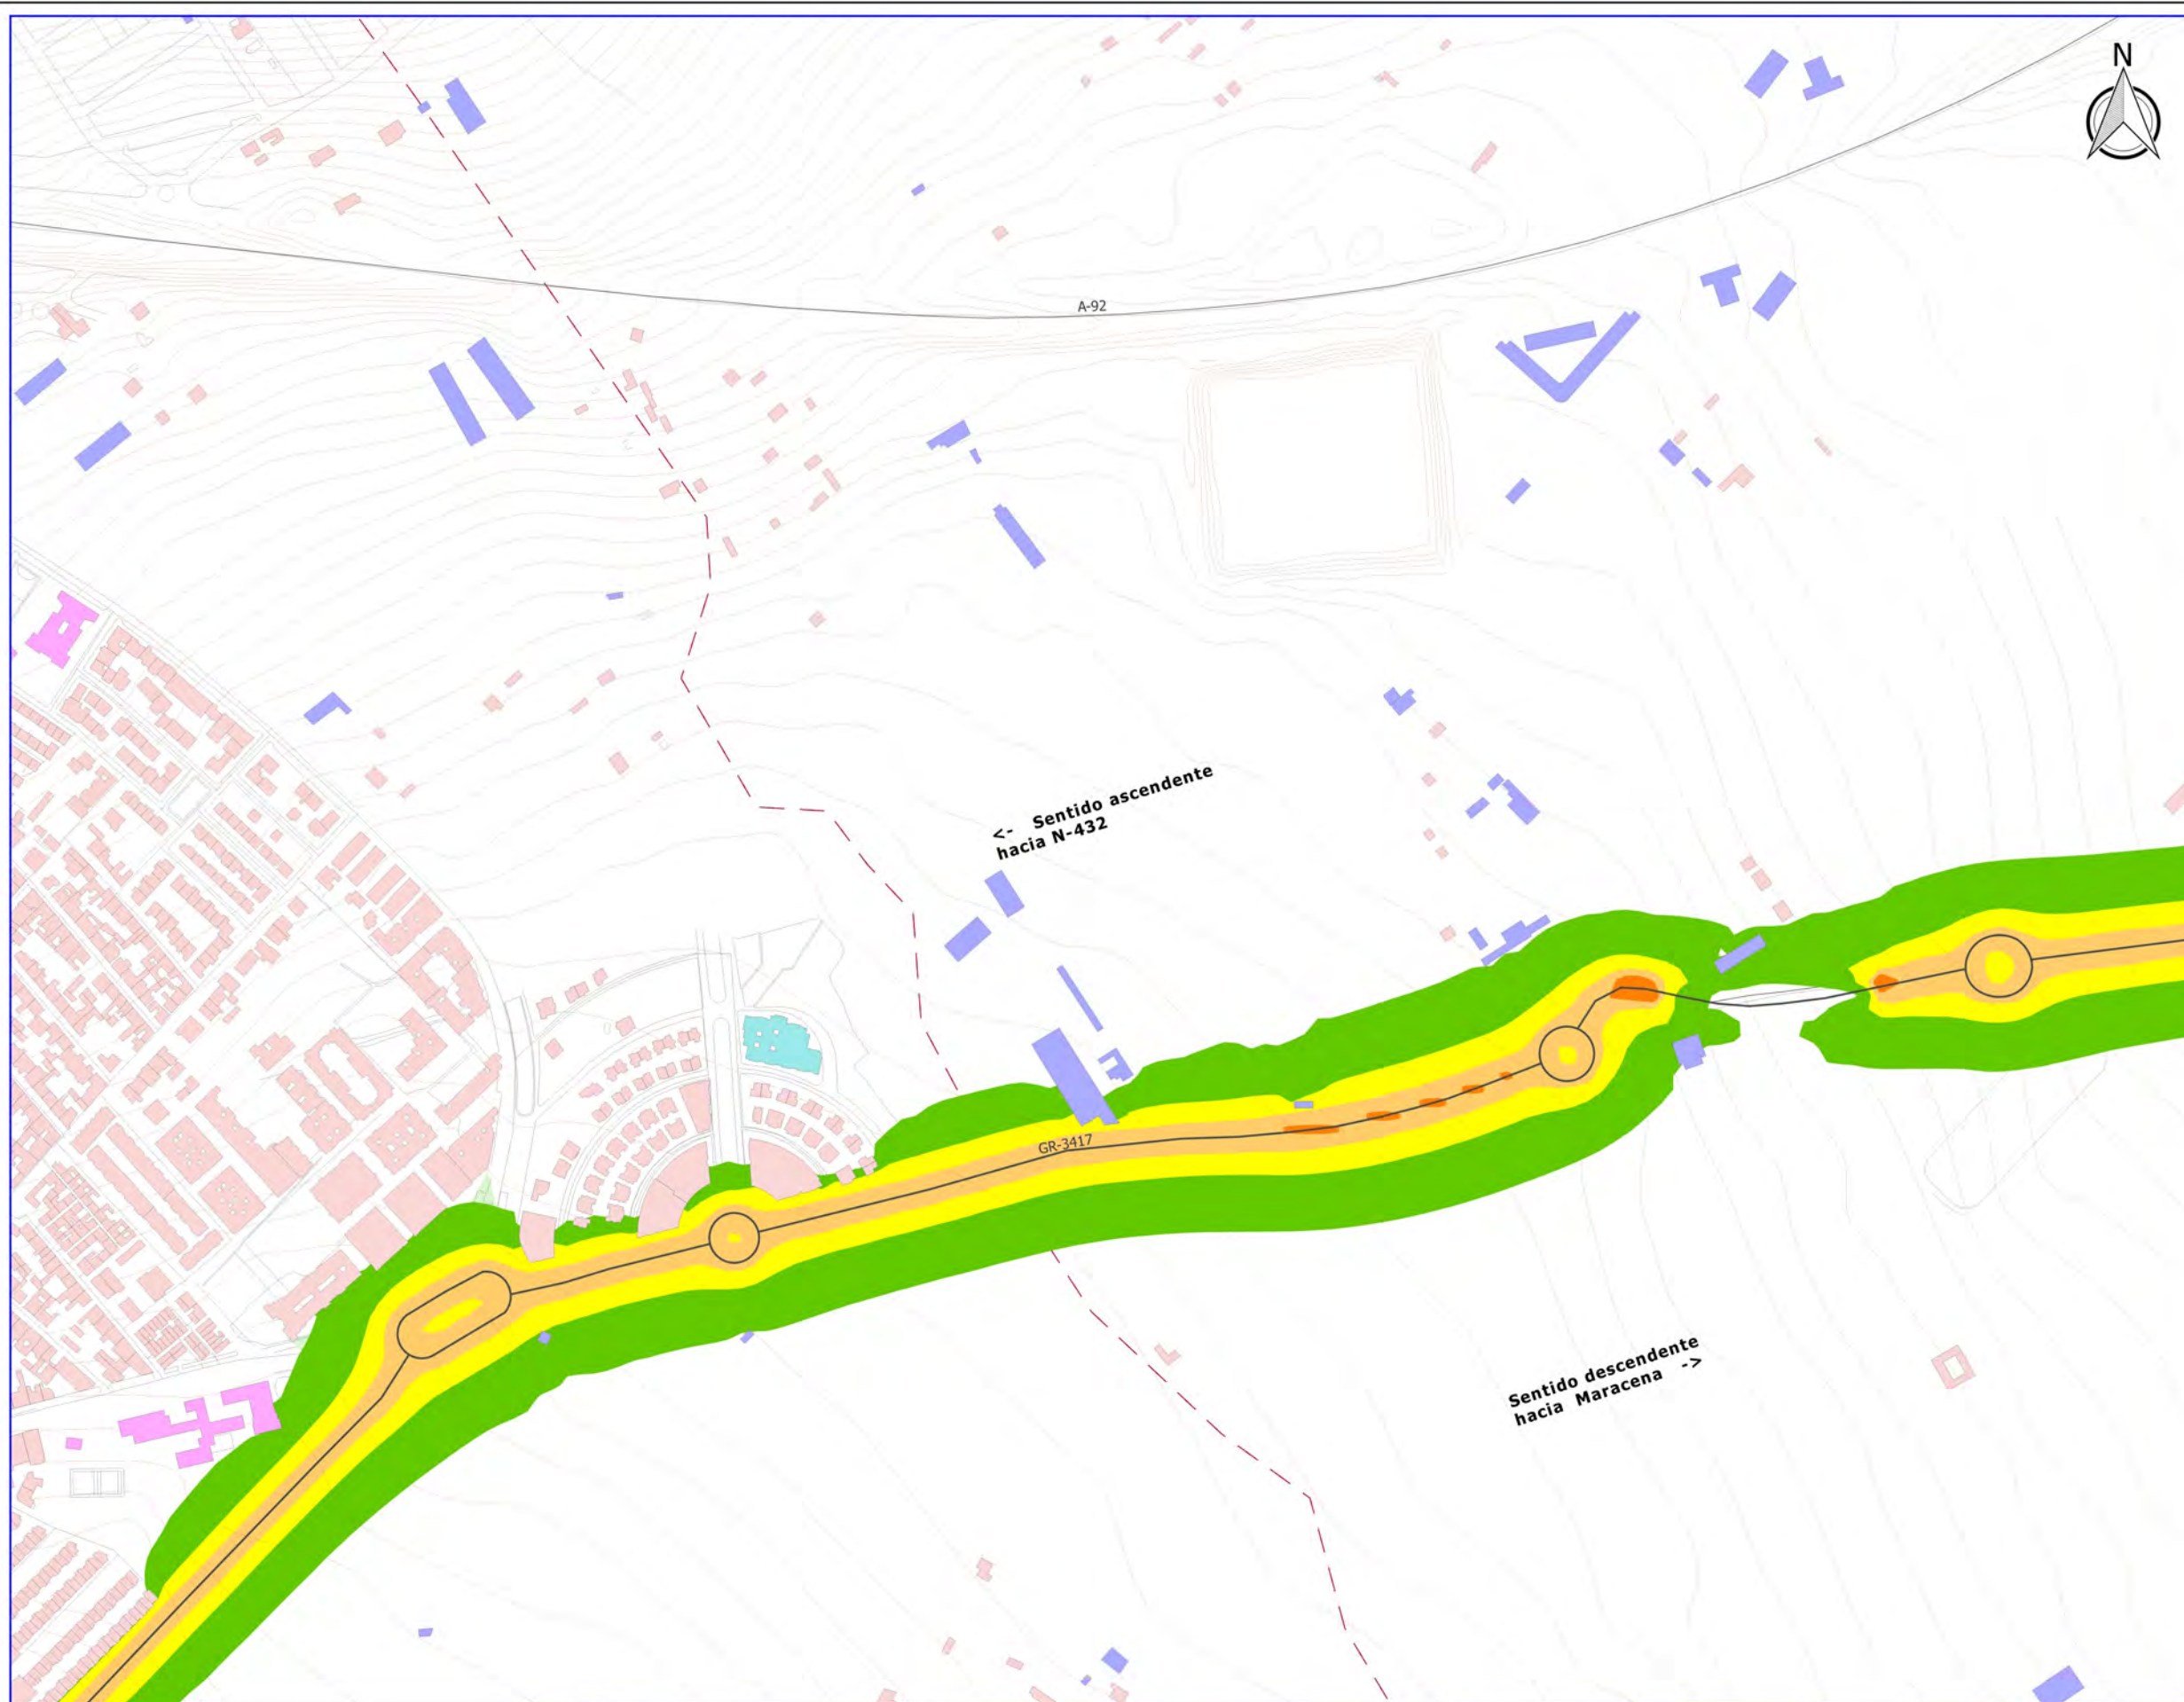 N
A-92
<- Sentido ascendente
hacia N-432
GR-3417
Sentido descendente
hacia Maracena ->